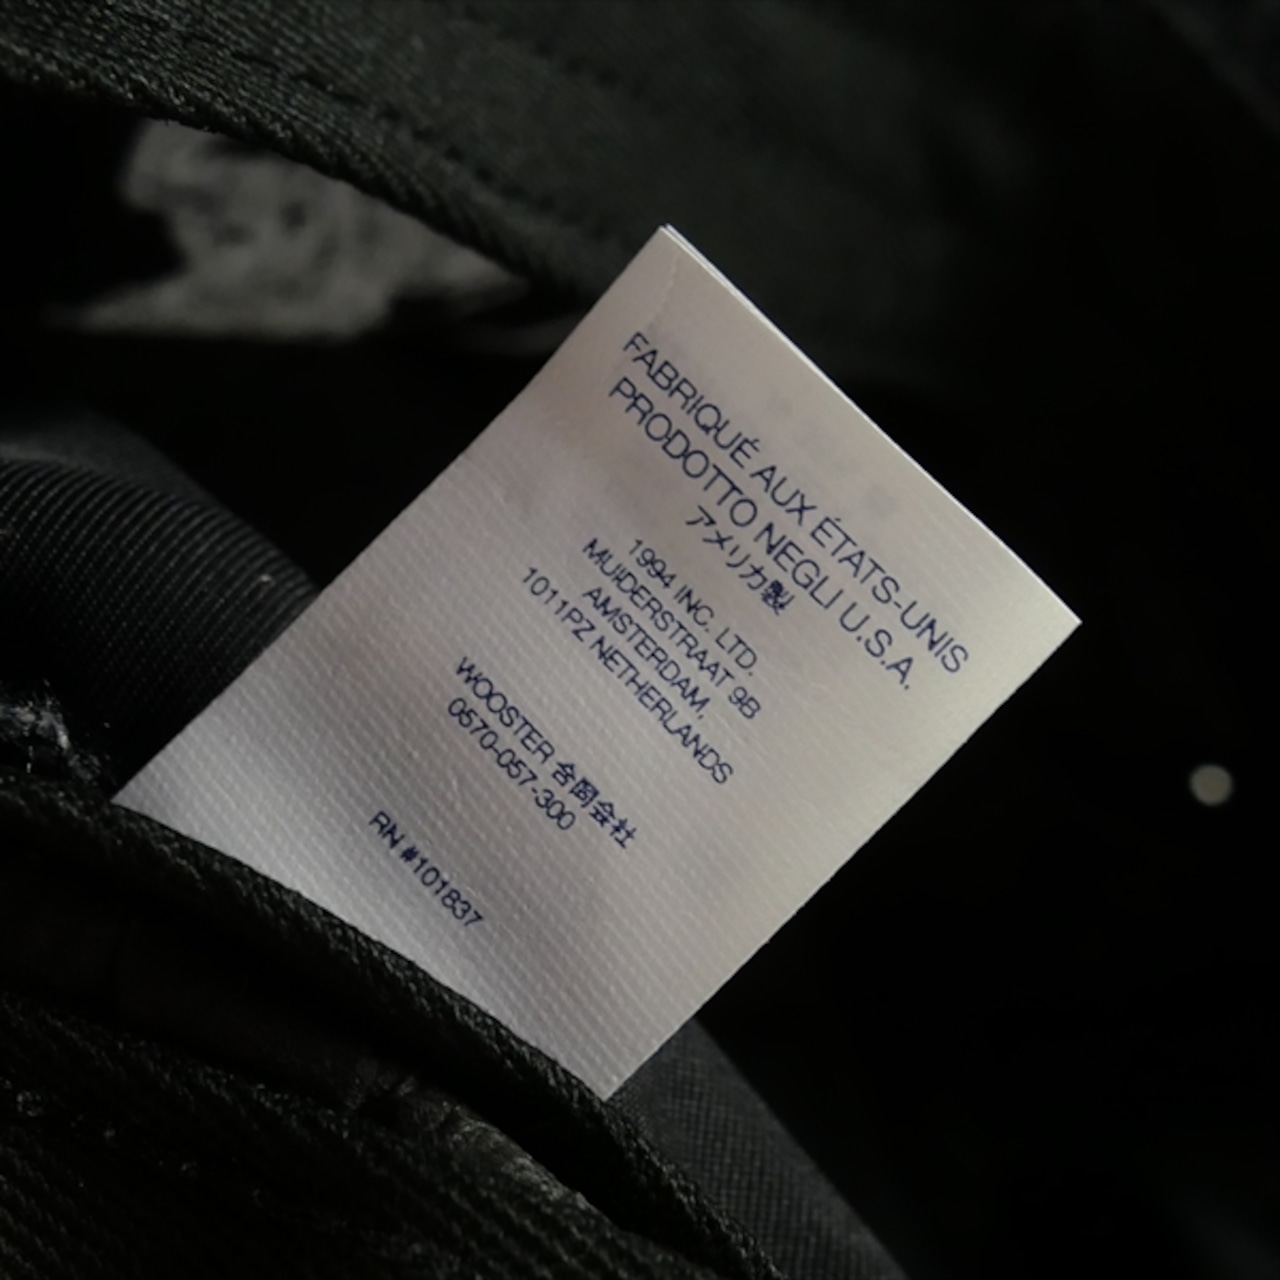 FABRIQUÉ AUX ÉTATS-UNIS
PRODOTTO NEGLI U.S.A.
アメリカ製
1994 INC. LTD.
MUIDERSTRAAT 9B
AMSTERDAM,
1011PZ NETHERLANDS
WOOSTER 合同会社
0570-057-300
RN #101837